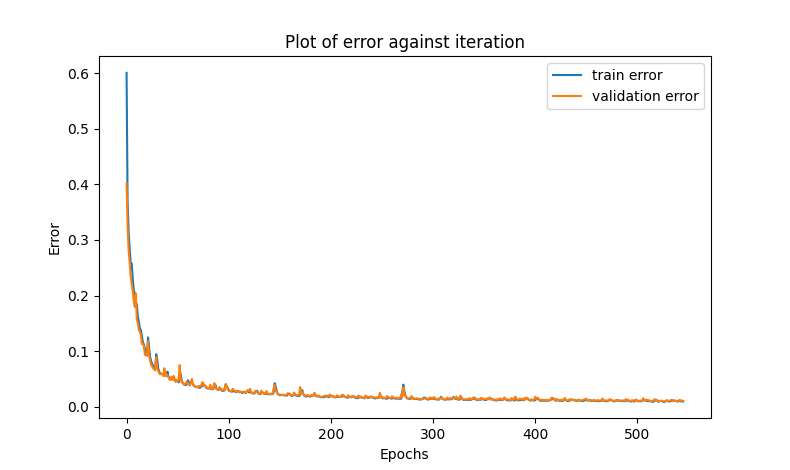 Plot of error against iteration
train error
validation error
0.6
0.5
0.4
0.3
0.2
0.1
0.0
Error
0 100 200 300 400 500
Epochs